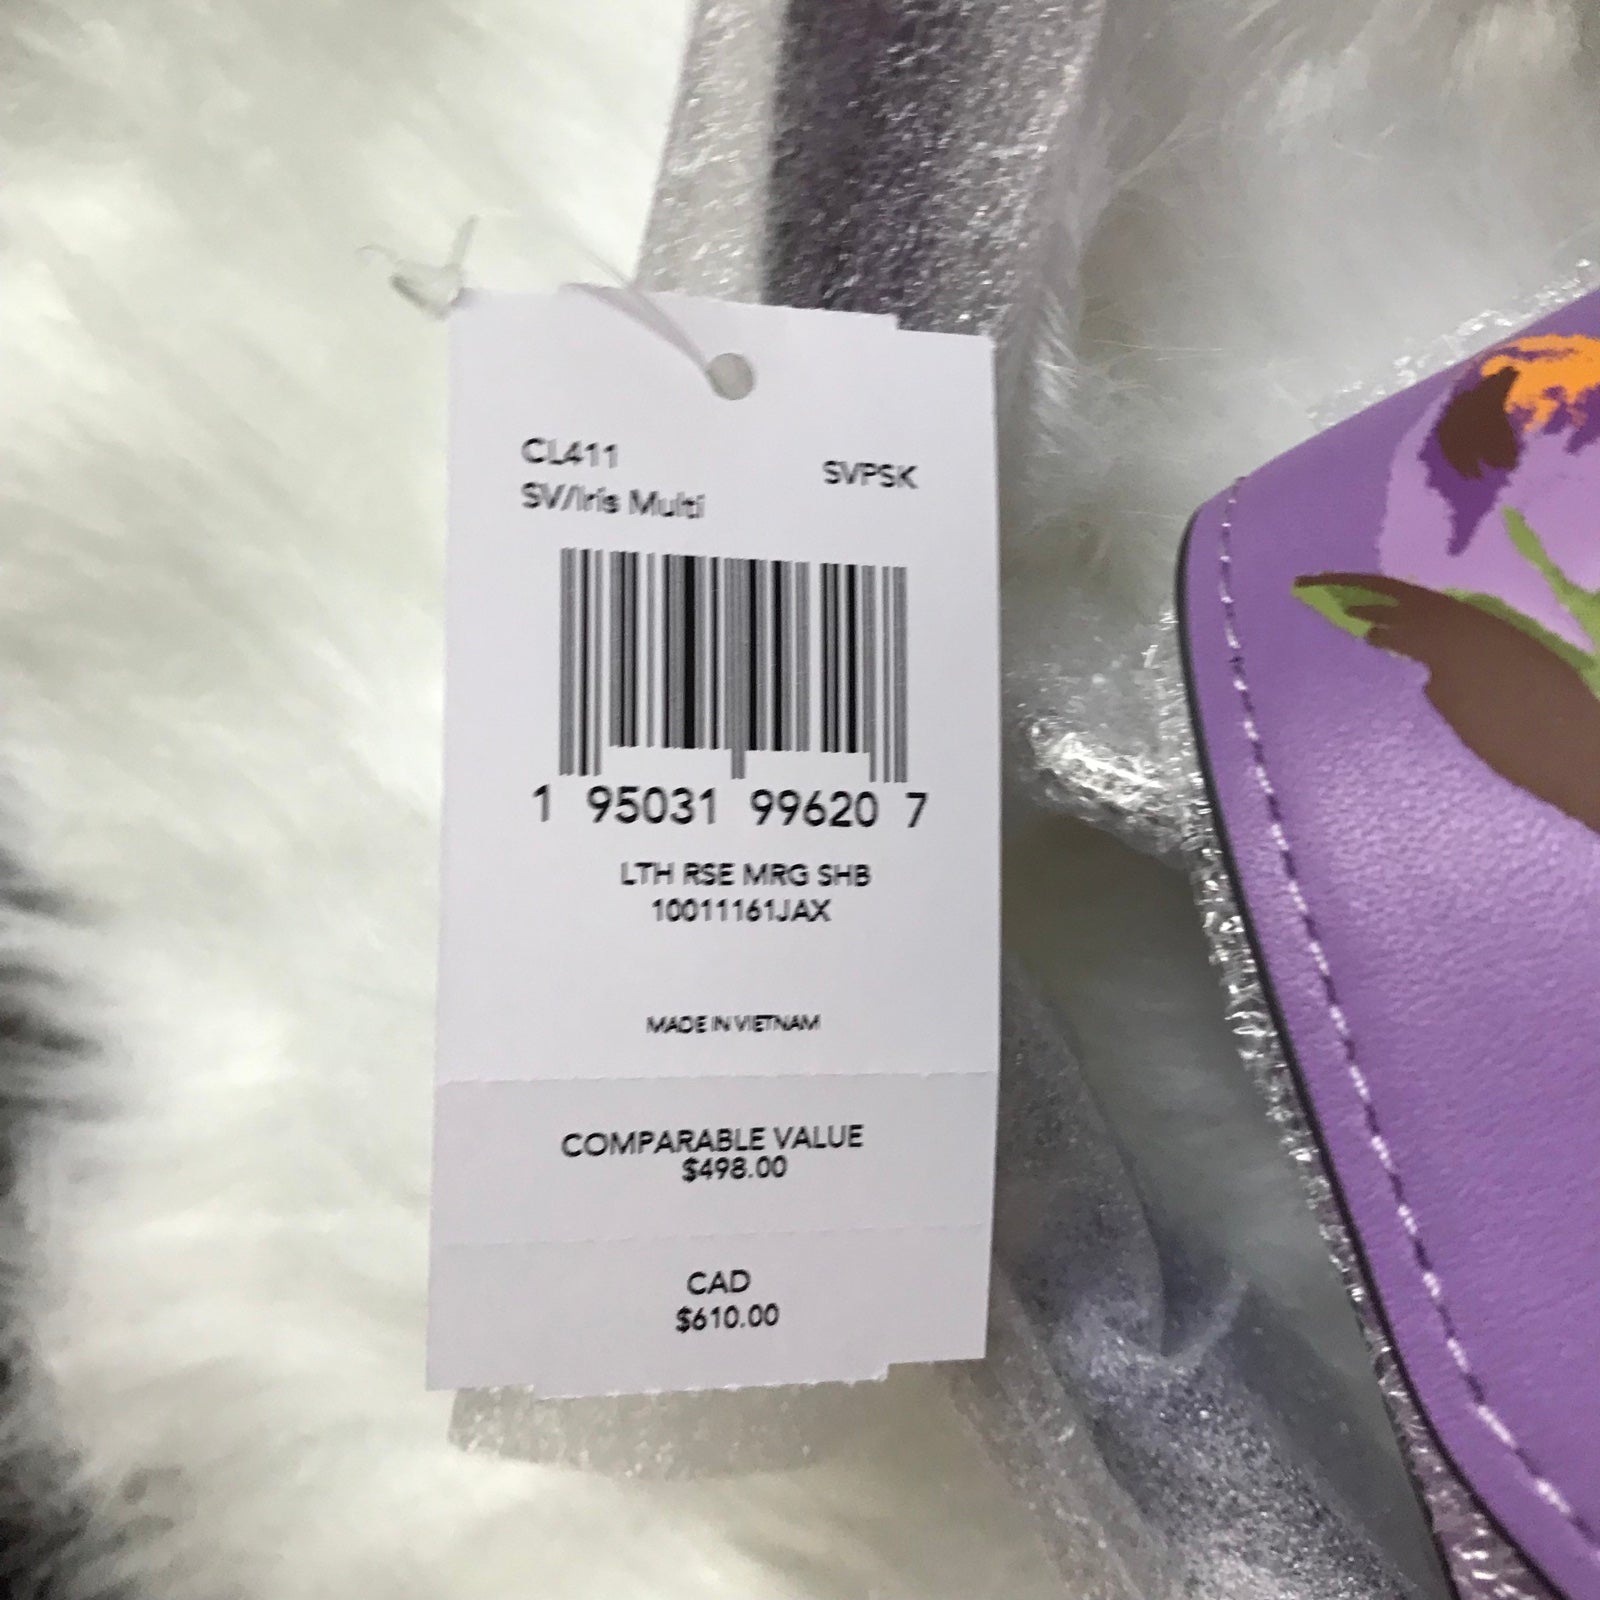 CL411 SVPSK
SV/Iris Multi
1 95031 99620 7
LTH RSE MRG SHB
10011161JAX
MADE IN VIETNAM
COMPARABLE VALUE
$498.00
CAD
$610.00